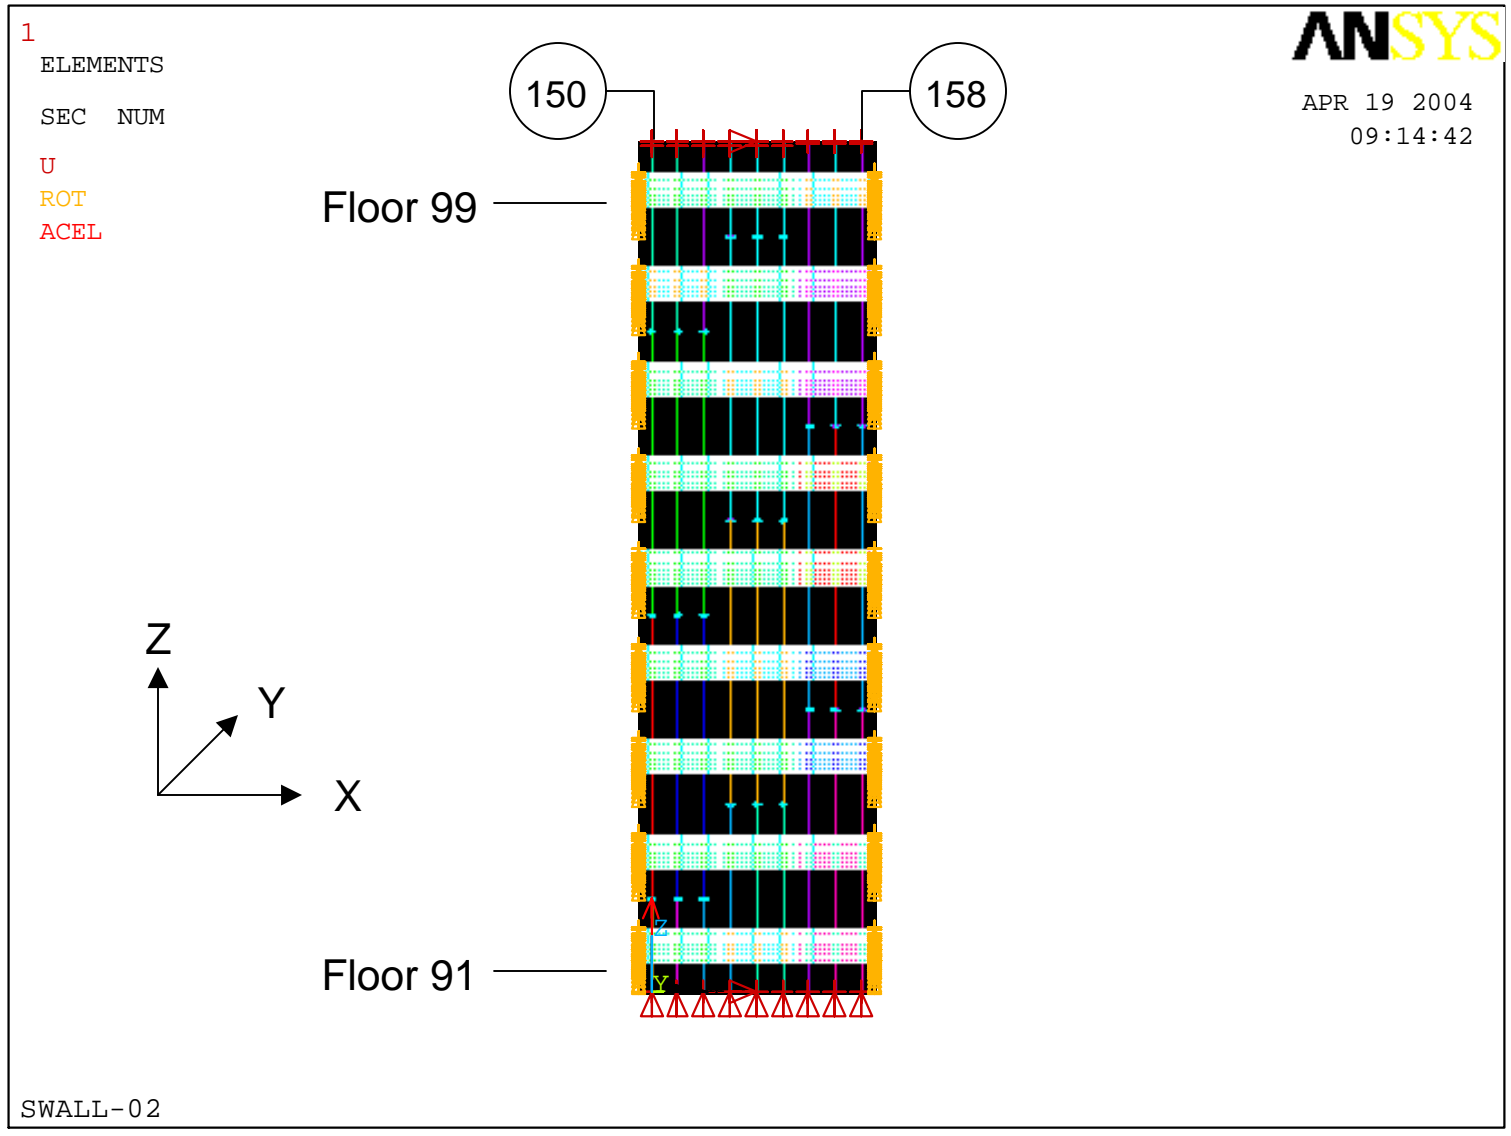 1
ANSYS
ELEMENTS
SEC NUM
U
ROT
ACEL
APR 19 2004
09:14:42
150
158
Floor 99
Z
Y
X
Floor 91
Z
Y
SWALL-02